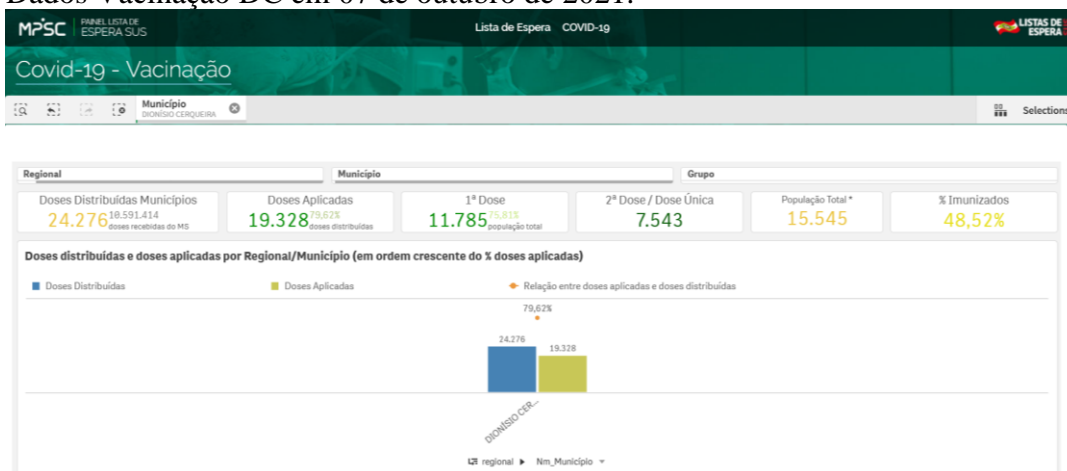 Dados Vacinação DC em 07 de outubro de 2021.
MPSC PAINEL LISTA DE ESPERA SUS
Lista de Espera COVID-19
LISTAS DE ESPERA
Covid-19 - Vacinação
Município
DIONÍSIO CERQUEIRA
Selections
Regional Município Grupo
Doses Distribuídas Municípios
24.276 18.591.414 doses recebidas do MS
Doses Aplicadas
19.328 79,62% doses distribuídas
1ª Dose
11.785 75,81% população total
2ª Dose / Dose Única
7.543
População Total *
15.545
% Imunizados
48,52%
Doses distribuídas e doses aplicadas por Regional/Município (em ordem crescente do % doses aplicadas)
Doses Distribuídas Doses Aplicadas Relação entre doses aplicadas e doses distribuídas
79,62%
24.276
19.328
DIONÍSIO CER...
regional Nm_Município